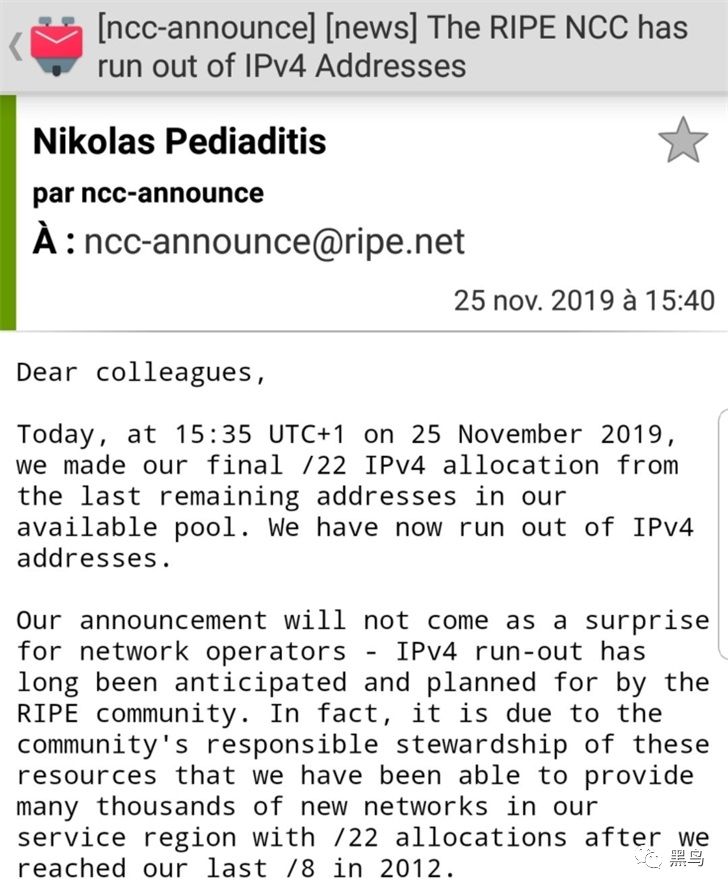 [ncc-announce] [news] The RIPE NCC has
run out of IPv4 Addresses
Nikolas Pediaditis
par ncc-announce
À : ncc-announce@ripe.net
25 nov. 2019 à 15:40
Dear colleagues,
Today, at 15:35 UTC+1 on 25 November 2019,
we made our final /22 IPv4 allocation from
the last remaining addresses in our
available pool. We have now run out of IPv4
addresses.
Our announcement will not come as a surprise
for network operators - IPv4 run-out has
long been anticipated and planned for by the
RIPE community. In fact, it is due to the
community's responsible stewardship of these
resources that we have been able to provide
many thousands of new networks in our
service region with /22 allocations after we
reached our last /8 in 2012.
黑鸟